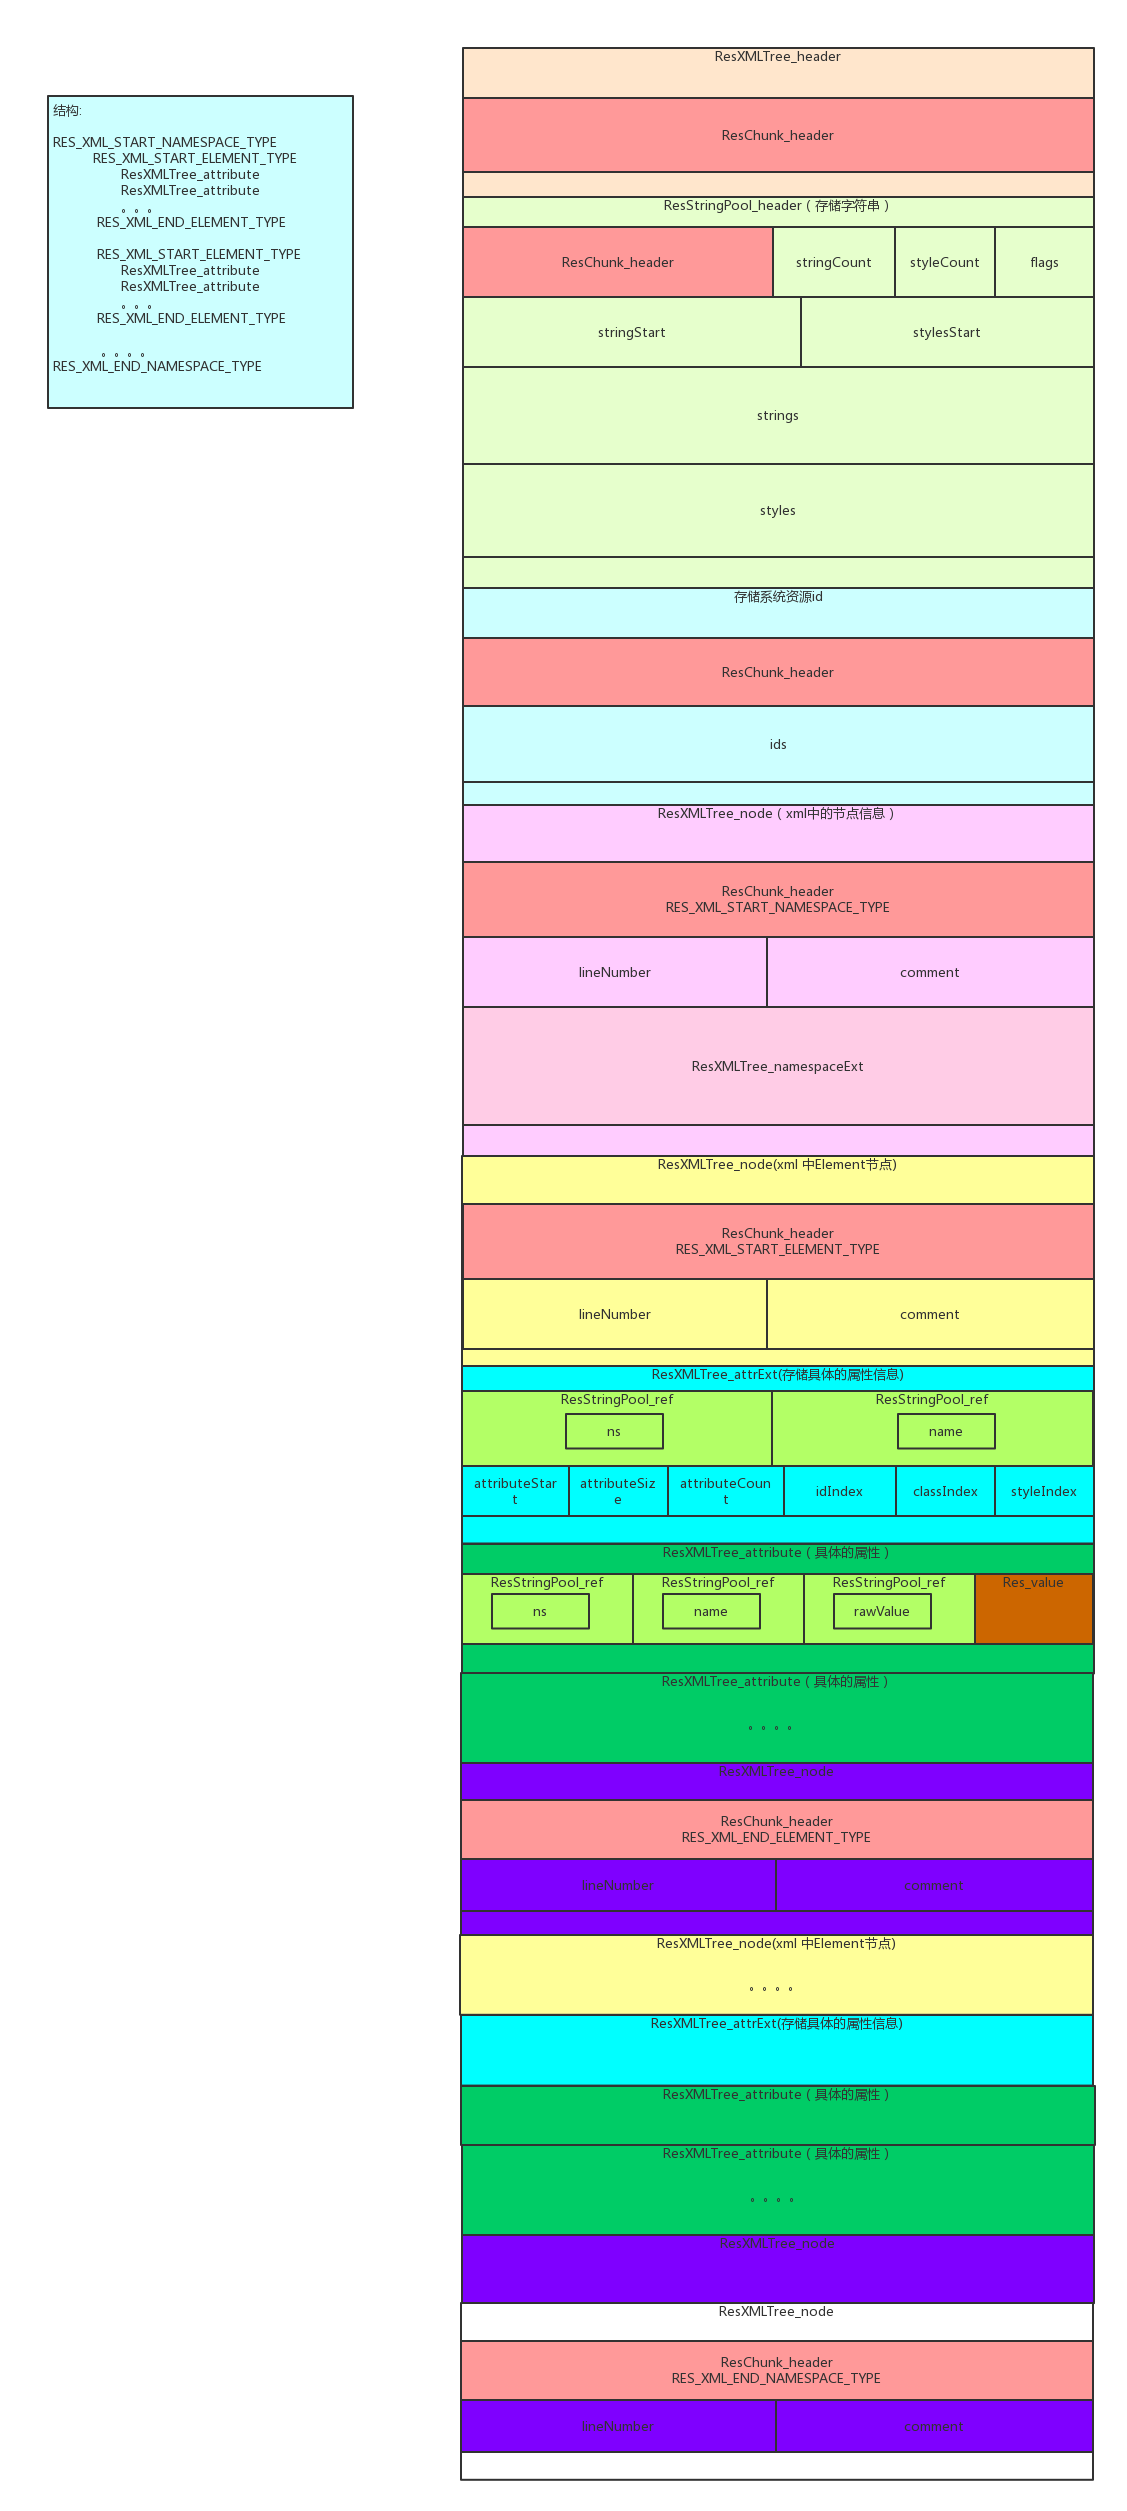 结构:
RES_XML_START_NAMESPACE_TYPE
RES_XML_START_ELEMENT_TYPE
ResXMLTree_attribute
ResXMLTree_attribute
。。。
RES_XML_END_ELEMENT_TYPE
RES_XML_START_ELEMENT_TYPE
ResXMLTree_attribute
ResXMLTree_attribute
。。。
RES_XML_END_ELEMENT_TYPE
。。。。
RES_XML_END_NAMESPACE_TYPE
ResXMLTree_header
ResChunk_header
ResStringPool_header（存储字符串）
ResChunk_header
stringCount
styleCount
flags
stringStart
stylesStart
strings
styles
存储系统资源id
ResChunk_header
ids
ResXMLTree_node（xml中的节点信息）
ResChunk_header
RES_XML_START_NAMESPACE_TYPE
lineNumber
comment
ResXMLTree_namespaceExt
ResXMLTree_node(xml 中Element节点)
ResChunk_header
RES_XML_START_ELEMENT_TYPE
lineNumber
comment
ResXMLTree_attrExt(存储具体的属性信息)
ResStringPool_ref
ns
ResStringPool_ref
name
attributeStar
t
attributeSiz
e
attributeCoun
t
idIndex
classIndex
styleIndex
ResXMLTree_attribute（具体的属性）
ResStringPool_ref
ns
ResStringPool_ref
name
ResStringPool_ref
rawValue
Res_value
ResXMLTree_attribute（具体的属性）
。。。。
ResXMLTree_node
ResChunk_header
RES_XML_END_ELEMENT_TYPE
lineNumber
comment
ResXMLTree_node(xml 中Element节点)
。。。。
ResXMLTree_attrExt(存储具体的属性信息)
ResXMLTree_attribute（具体的属性）
ResXMLTree_attribute（具体的属性）
。。。。
ResXMLTree_node
ResXMLTree_node
ResChunk_header
RES_XML_END_NAMESPACE_TYPE
lineNumber
comment